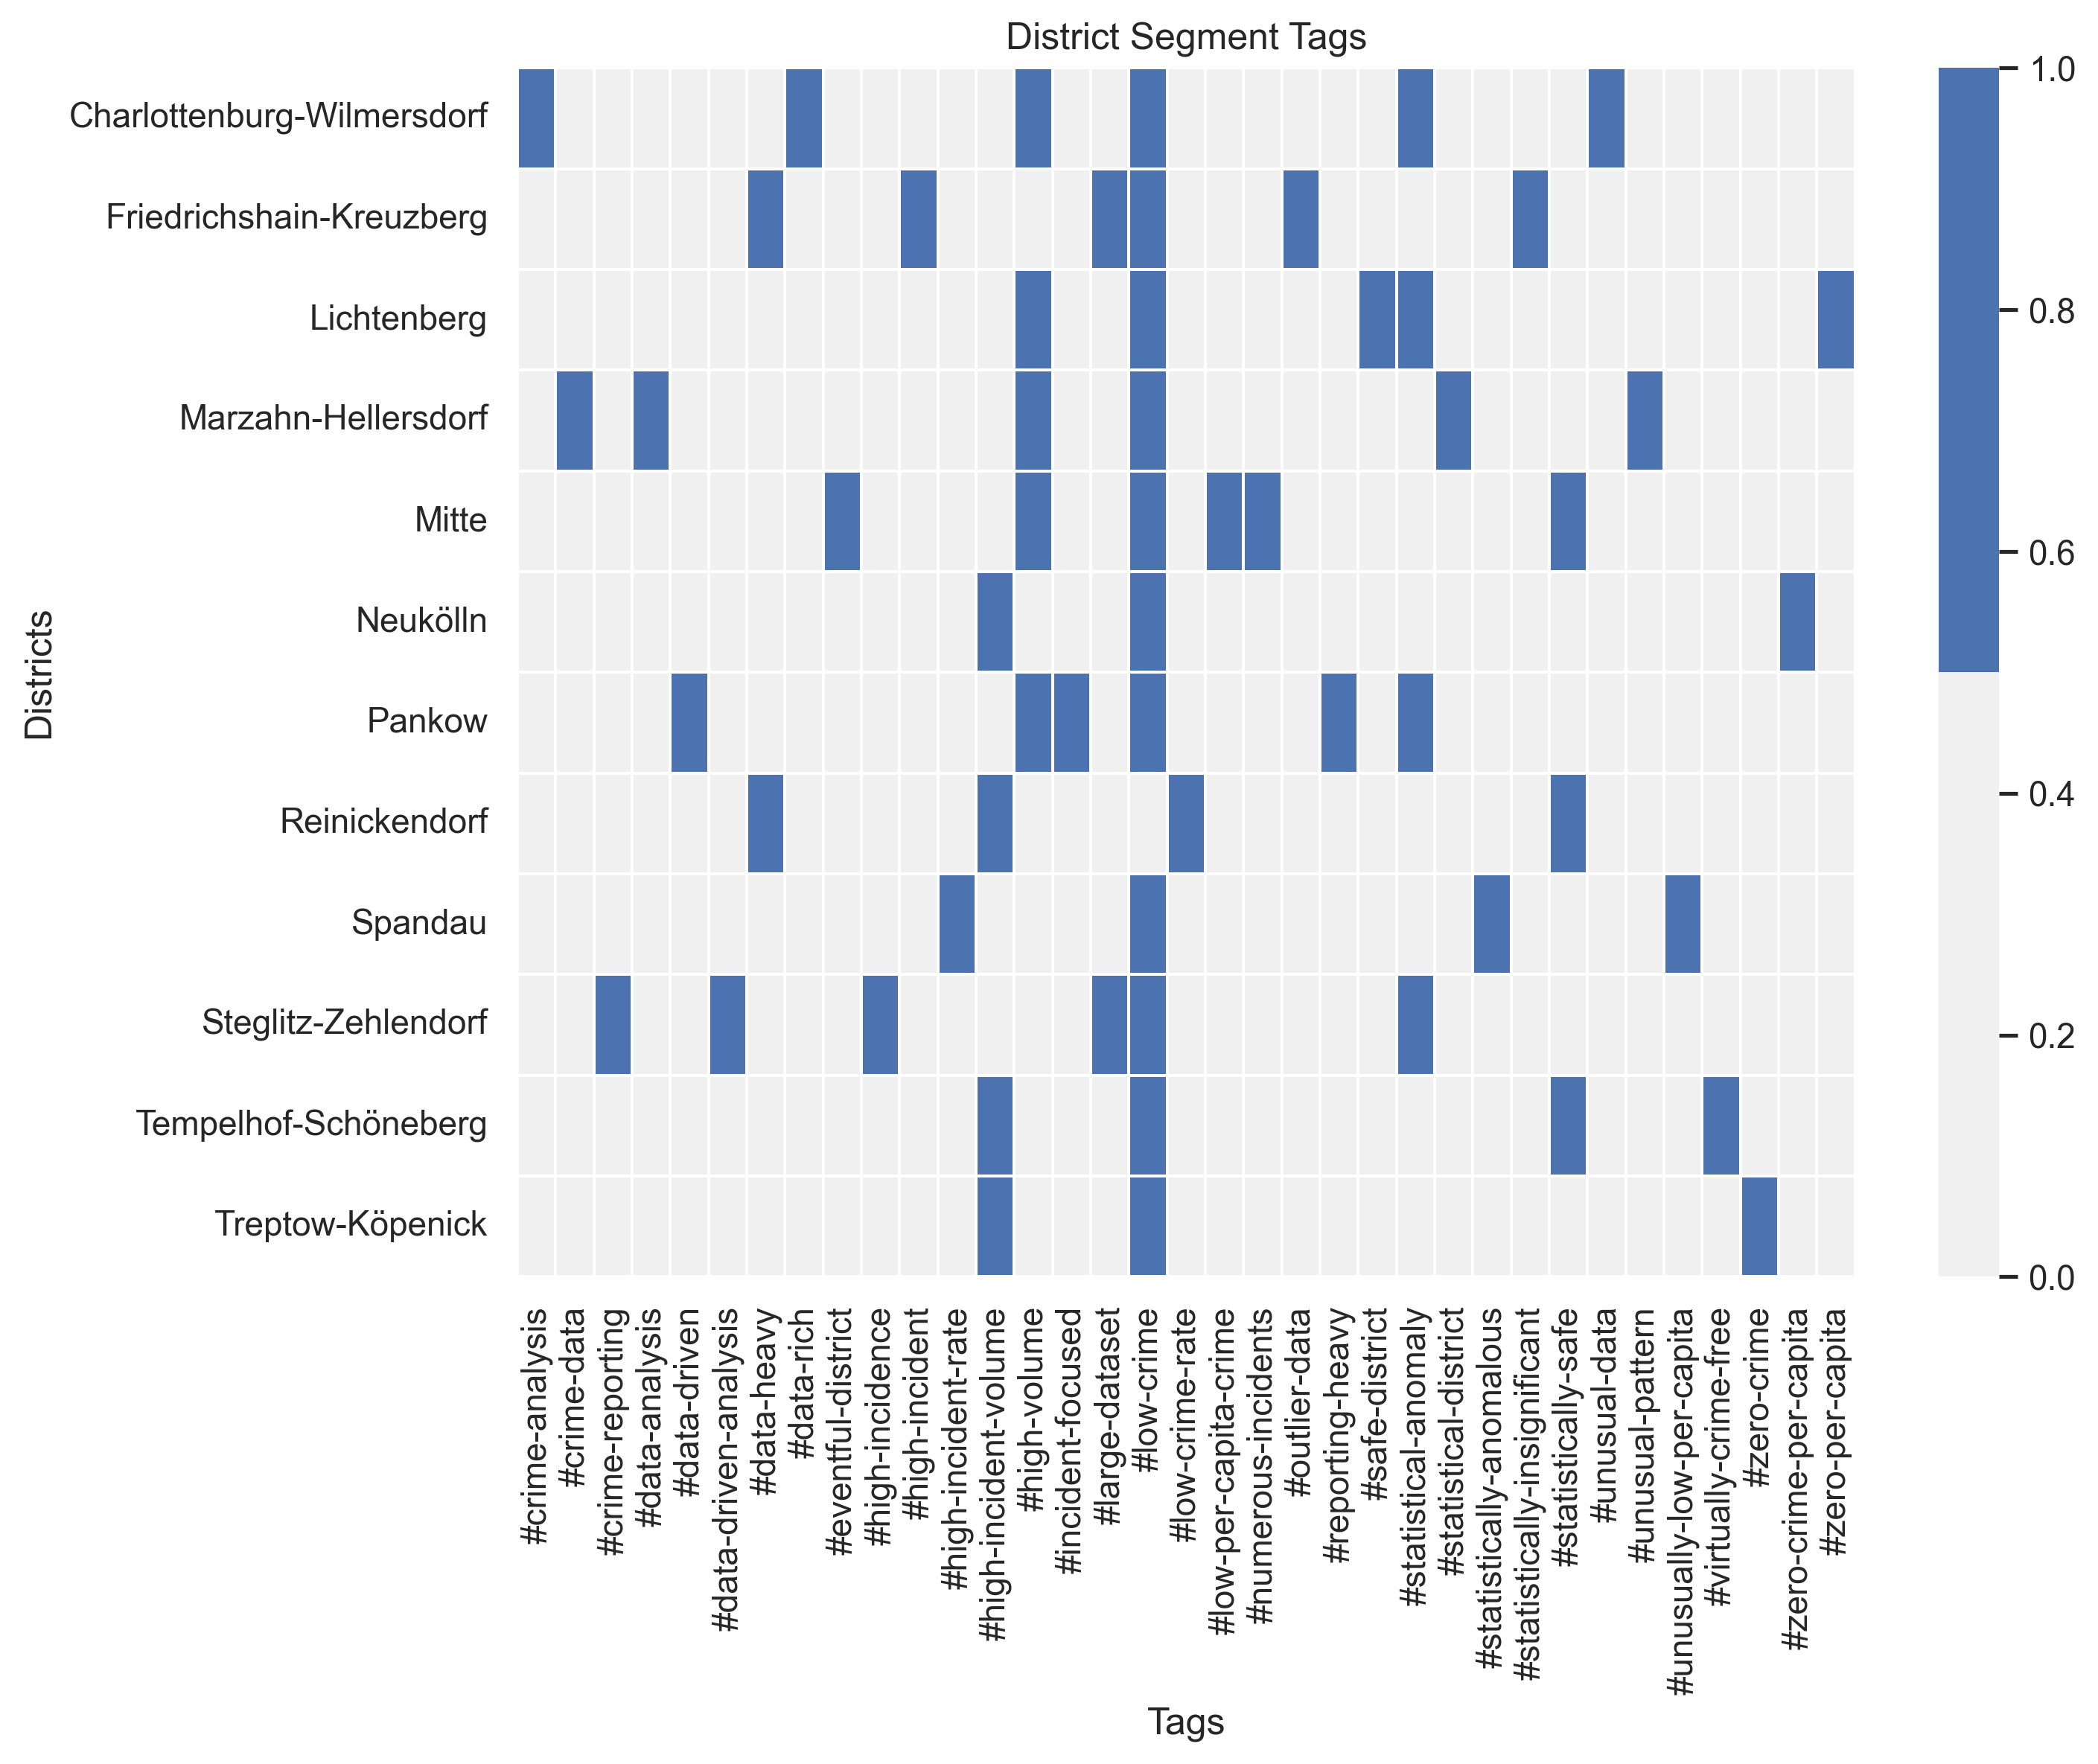 District Segment Tags
Districts
Charlottenburg-Wilmersdorf
Friedrichshain-Kreuzberg
Lichtenberg
Marzahn-Hellersdorf
Mitte
Neukölln
Pankow
Reinickendorf
Spandau
Steglitz-Zehlendorf
Tempelhof-Schöneberg
Treptow-Köpenick
1.0
0.8
0.6
0.4
0.2
0.0
#crime-analysis
#crime-data
#crime-reporting
#data-analysis
#data-driven
#data-driven-analysis
#data-heavy
#data-rich
#eventful-district
#high-incidence
#high-incident
#high-incident-rate
#high-incident-volume
#high-volume
#incident-focused
#large-dataset
#low-crime
#low-crime-rate
#low-per-capita-crime
#numerous-incidents
#outlier-data
#reporting-heavy
#safe-district
#statistical-anomaly
#statistical-district
#statistically-anomalous
#statistically-insignificant
#statistically-safe
#unusual-data
#unusual-pattern
#unusually-low-per-capita
#virtually-crime-free
#zero-crime
#zero-crime-per-capita
#zero-per-capita
Tags